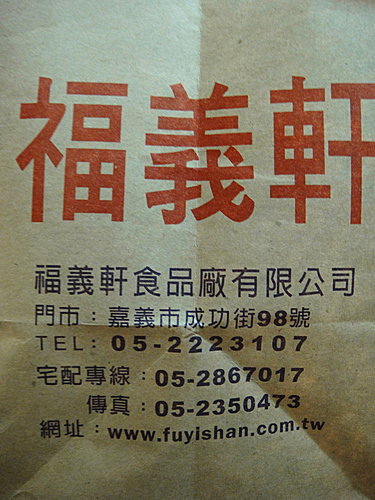 福義軒
福義軒食品廠有限公司
門市：嘉義市成功街98號
TEL: 05-2223107
宅配專線：05-2867017
傳真：05-2350473
網址：www.fuyishan.com.tw